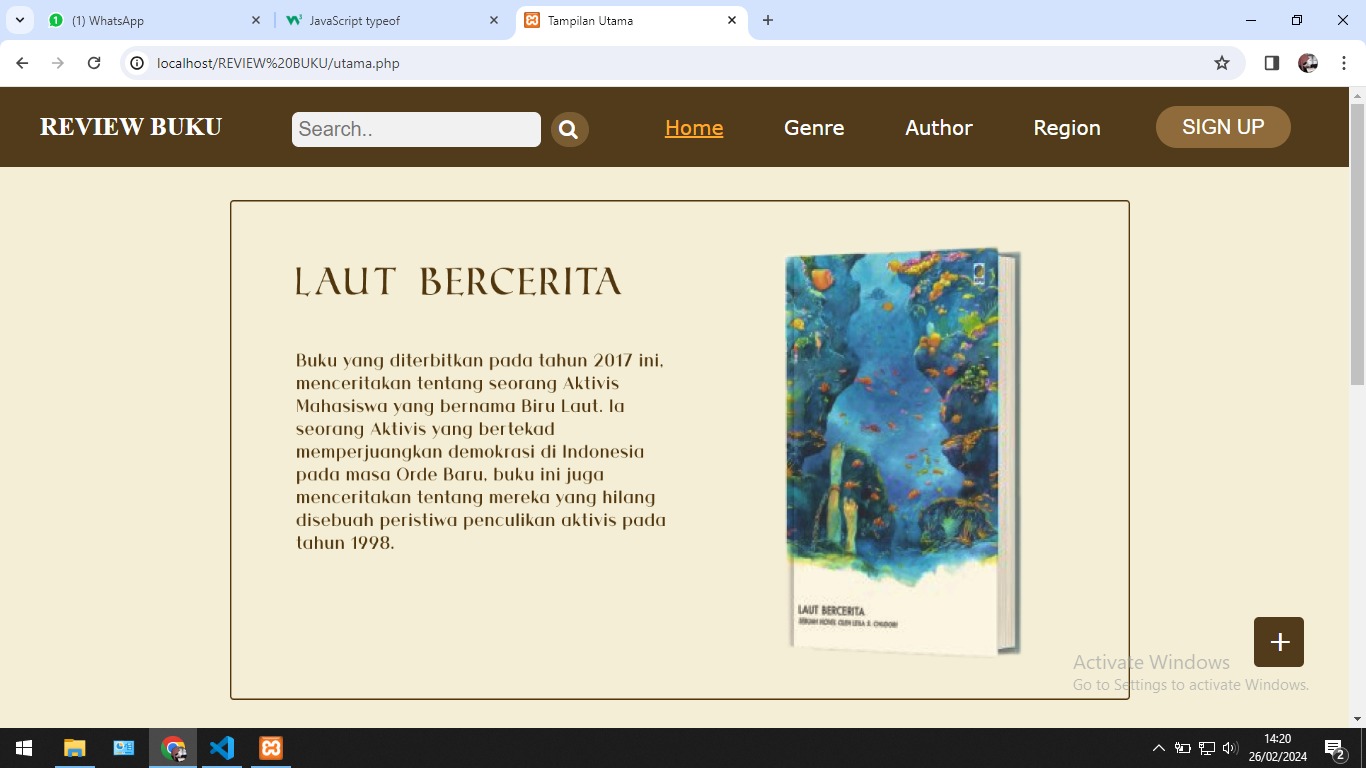 (1) WhatsApp
JavaScript typeof
Tampilan Utama
localhost/REVIEW%20BUKU/utama.php
REVIEW BUKU
Search..
Home
Genre
Author
Region
SIGN UP
LAUT BERCERITA
Buku yang diterbitkan pada tahun 2017 ini,
menceritakan tentang seorang Aktivis
Mahasiswa yang bernama Biru Laut. Ia
seorang Aktivis yang bertekad
memperjuangkan demokrasi di Indonesia
pada masa Orde Baru, buku ini juga
menceritakan tentang mereka yang hilang
disebuah peristiwa penculikan aktivis pada
tahun 1998.
LAUT BERCERITA
SEBUAH NOVEL OLEH LEILA S. CHUDORI
+
Activate Windows
Go to Settings to activate Windows.
14:20
26/02/2024
2